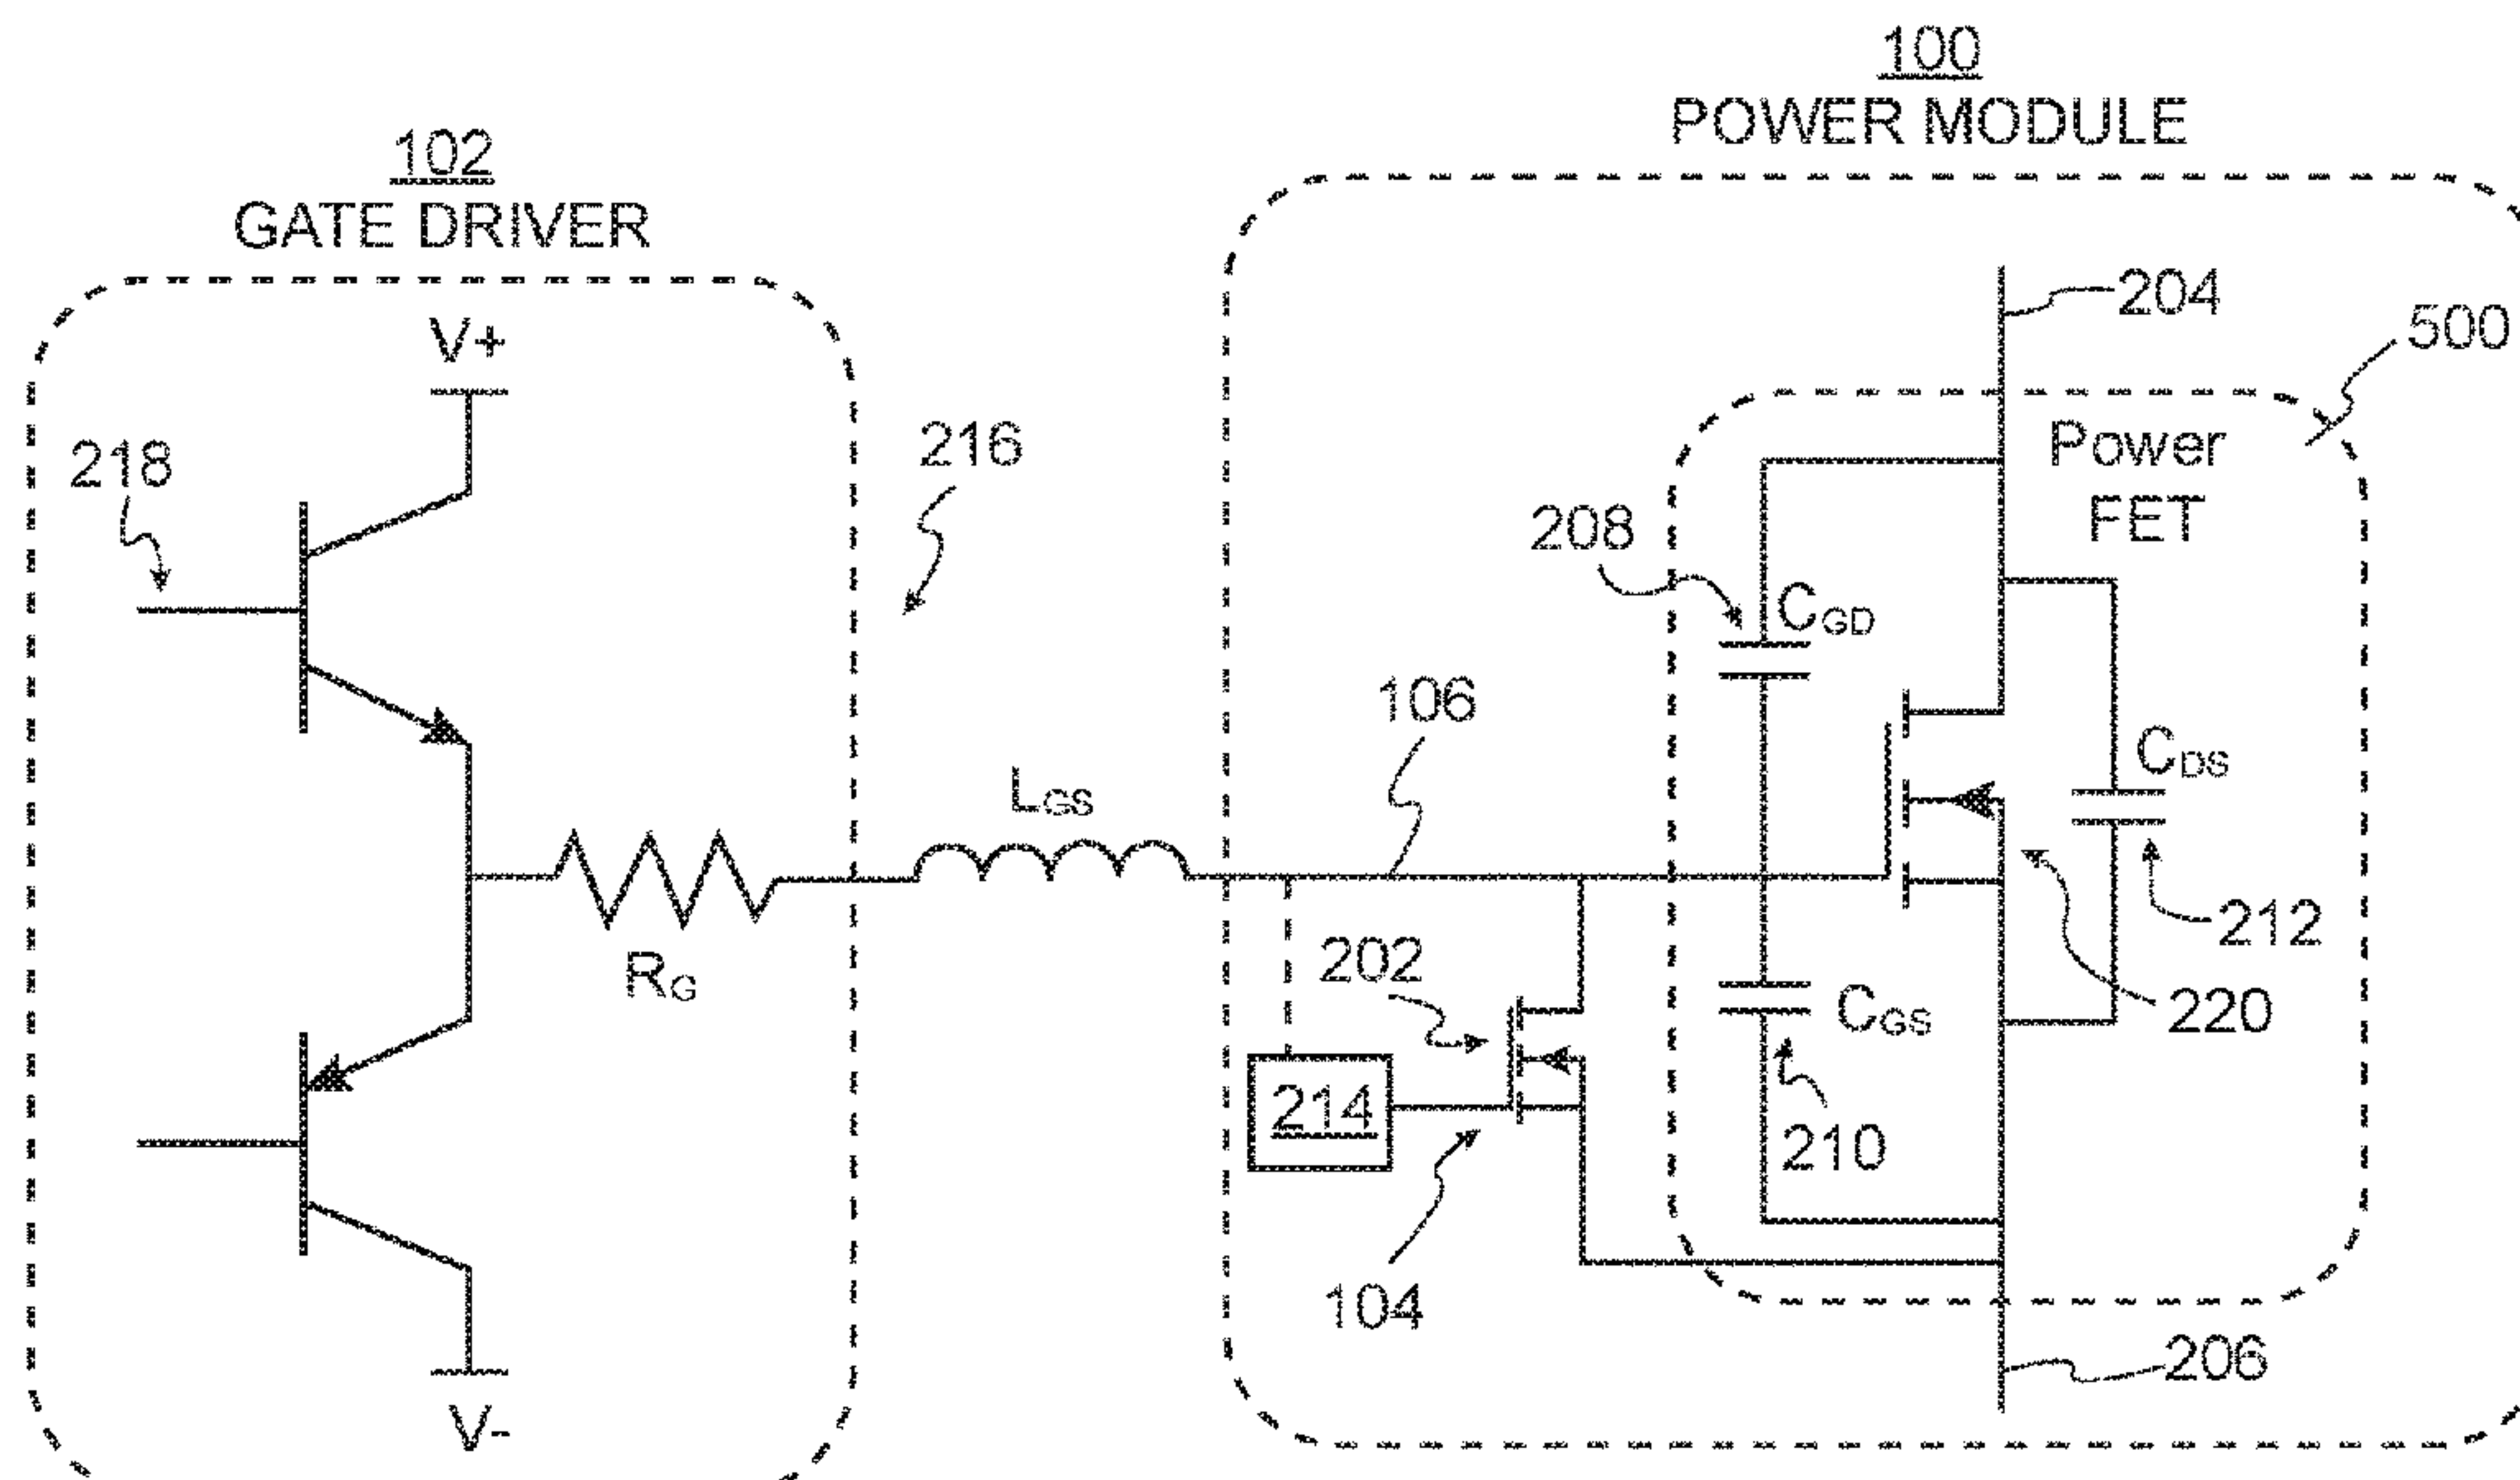 100
POWER MODULE
102
GATE DRIVER
V+
218
216
204
500
Power
FET
208
CGD
106
LGS
CDS
RG
202
212
CGS
220
214
210
104
206
V-